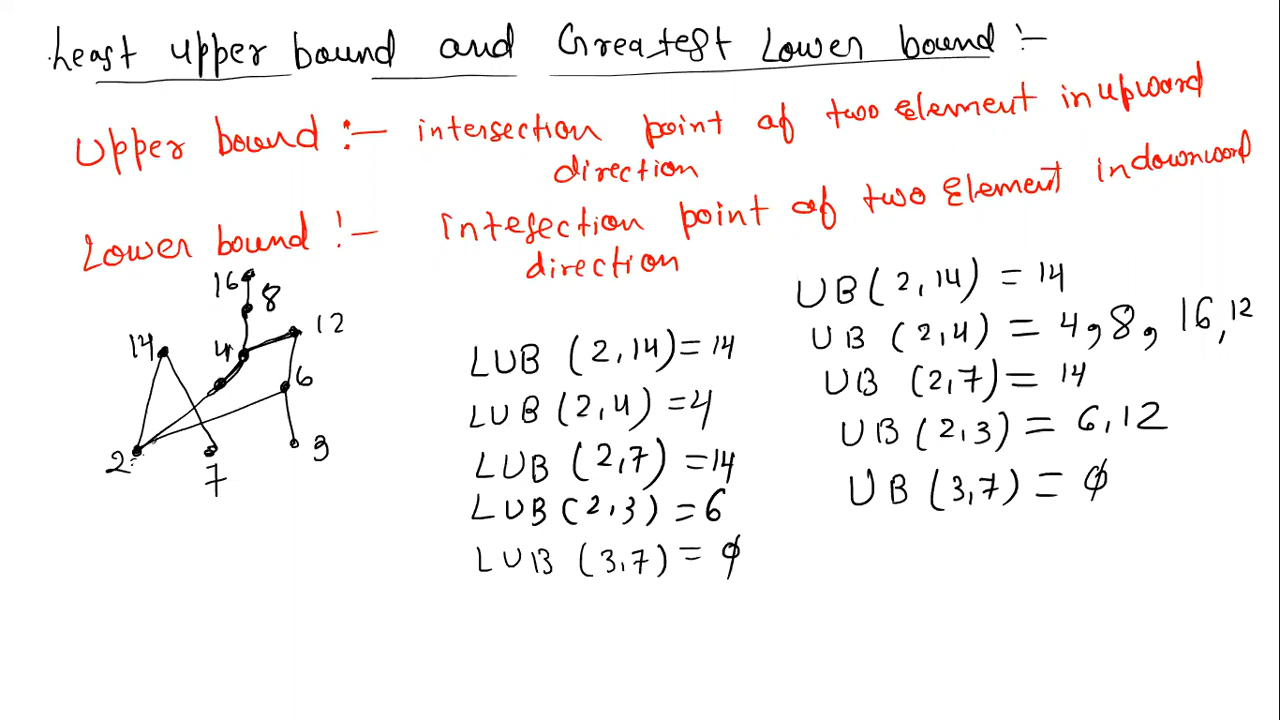 Least upper bound and Greatest Lower bound :-
Upper bound :- intersection point of two Element in upword
direction
Lower bound :- Intefection point of two Element in downword
direction
16
8
12
14
4
6
2
7
3
LUB (2,14)=14
LUB (2,4) =4
LUB (2,7) =14
LUB (2,3) =6
LUB (3,7) = ϕ
UB (2,14) = 14
UB (2,4) = 4,8, 16,12
UB (2,7)= 14
UB (2,3) = 6,12
UB (3,7) = ϕ